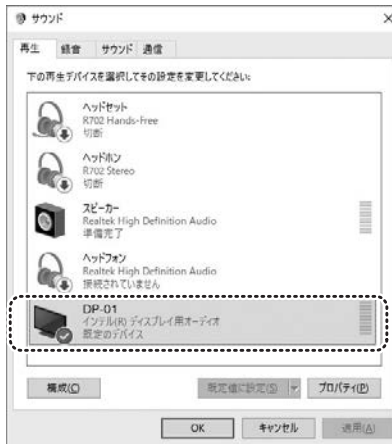 サウンド
再生 録音 サウンド 通信
下の再生デバイスを選択してその設定を変更してください:
ヘッドセット
R702 Hands-Free
切断
ヘッドホン
R702 Stereo
切断
スピーカー
Realtek High Definition Audio
準備完了
ヘッドフォン
Realtek High Definition Audio
接続されていません
DP-01
インテル(R) ディスプレイ用オーディオ
既定のデバイス
構成(C) 既定値に設定(S) プロパティ(P)
OK キャンセル 適用(A)